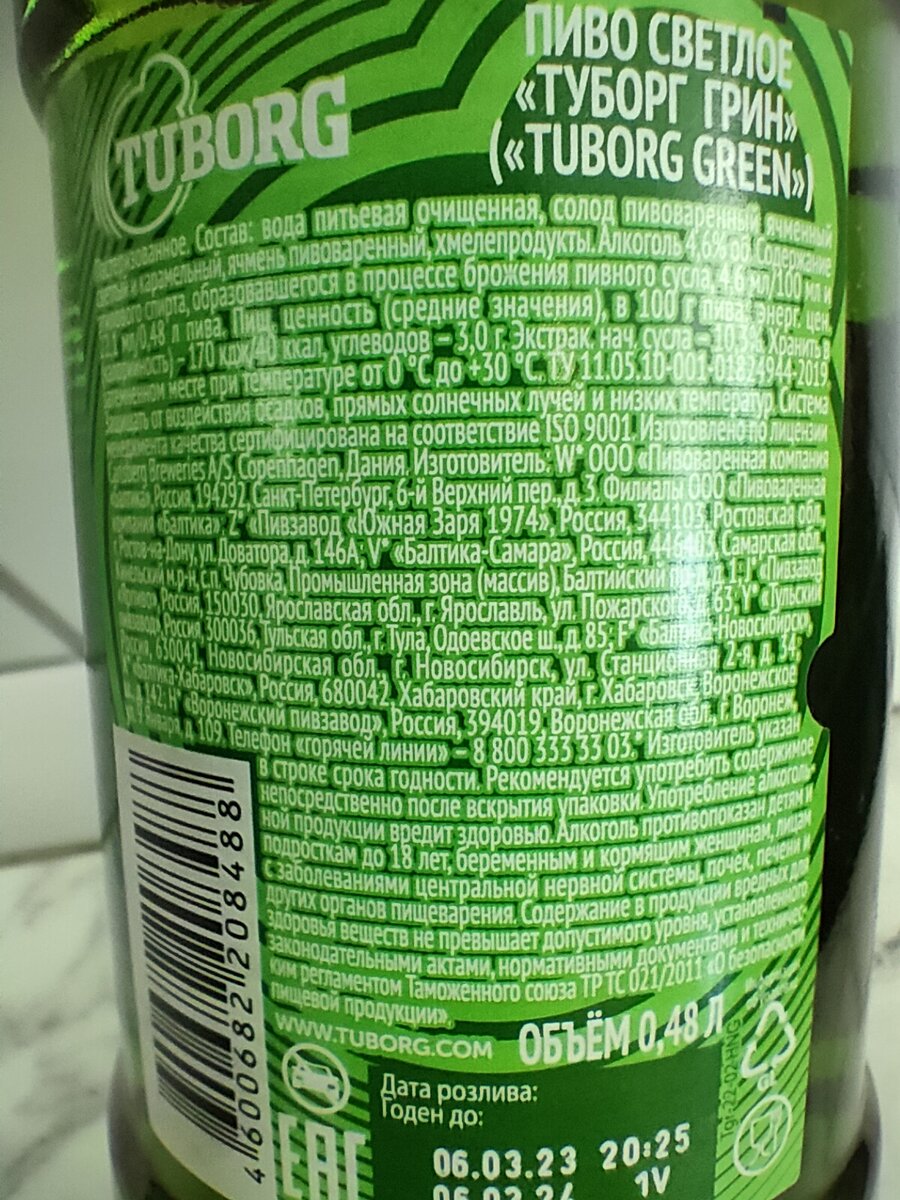 TUBORG
ПИВО СВЕТЛОЕ
«ТУБОРГ ГРИН»
(«TUBORG GREEN»)
Состав: вода питьевая очищенная, солод пивоваренный ячменный
и карамельный, ячмень пивоваренный, хмелепродукты. Алкоголь 4,6% об. Содержание
спирта, образовавшегося в процессе брожения пивного сусла, 4,6 мл/100 мл и
мл/0,48 л пива. Пищ. ценность (средние значения), в 100 г пива: энерг. цен.
– 170 кДж/40 ккал, углеводов – 3,0 г. Экстрак. нач. сусла – Хранить в
месте при температуре от 0 °С до +30 °С. ТУ 11.05.10-001-01824944-2019.
от воздействия осадков, прямых солнечных лучей и низких температур. Система
качества сертифицирована на соответствие ISO 9001. Изготовлено по лицензии
Breweries A/S, Copenhagen, Дания. Изготовитель: W* ООО «Пивоваренная компания
Россия, 194292, Санкт-Петербург, 6-й Верхний пер., д. 3. Филиалы ООО «Пивоваренная
«Балтика»: Z* «Пивзавод «Южная Заря 1974», Россия, 344103, Ростовская обл.,
Ростов-на-Дону, ул. Доватора, д. 146А; V* «Балтика-Самара», Россия, Самарская обл.,
м.р-н, с.п. Чубовка, Промышленная зона (массив), Балтийский «Пивзавод
Россия, 150030, Ярославская обл., г. Ярославль, ул. Пожарского, д. 63; Y* «Тульский
Россия, 300036, Тульская обл., г. Тула, Одоевское ш., д. 85; F* «Балтика-Новосибирск»,
630041, Новосибирская обл., г. Новосибирск, ул. Станционная 2-я, д. 34;
«Балтика-Хабаровск», Россия, 680042, Хабаровский край, г. Хабаровск, Воронежское
142; «Воронежский пивзавод», Россия, 394019, Воронежская обл., г. Воронеж,
д. 109. Телефон «горячей линии» – 8 800 333 33 03. * Изготовитель указан
в строке срока годности. Рекомендуется употребить содержимое
непосредственно после вскрытия упаковки. Употребление алкоголь-
ной продукции вредит здоровью. Алкоголь противопоказан детям и
подросткам до 18 лет, беременным и кормящим женщинам, лицам
с заболеваниями центральной нервной системы, почек, печени и
других органов пищеварения. Содержание в продукции вредных для
здоровья веществ не превышает допустимого уровня, установленного
законодательными актами, нормативными документами и техничес-
ким регламентом Таможенного союза ТР ТС 021/2011 «О безопасности
пищевой продукции».
WWW.TUBORG.COM
ОБЪЁМ 0,48 Л
4 600682 208488
EAC
Дата розлива:
Годен до:
06.03.23 20:25
06.03.24 1V